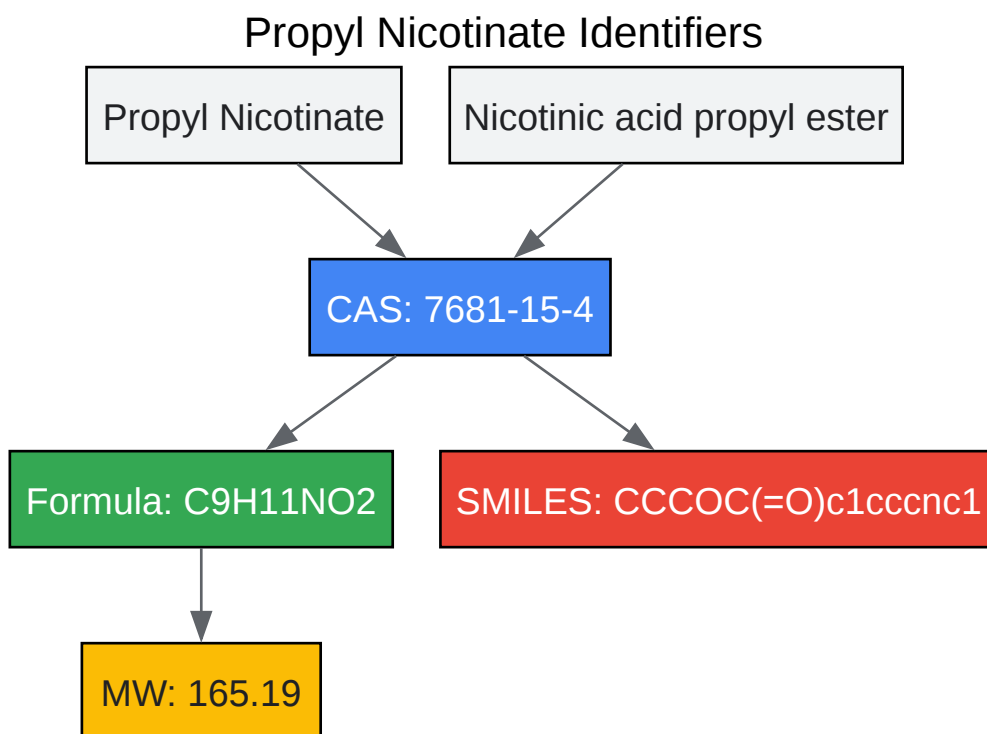 Propyl Nicotinate Identifiers
Propyl Nicotinate
Nicotinic acid propyl ester
CAS: 7681-15-4
Formula: C9H11NO2
SMILES: CCCOC(=O)c1cccnc1
MW: 165.19